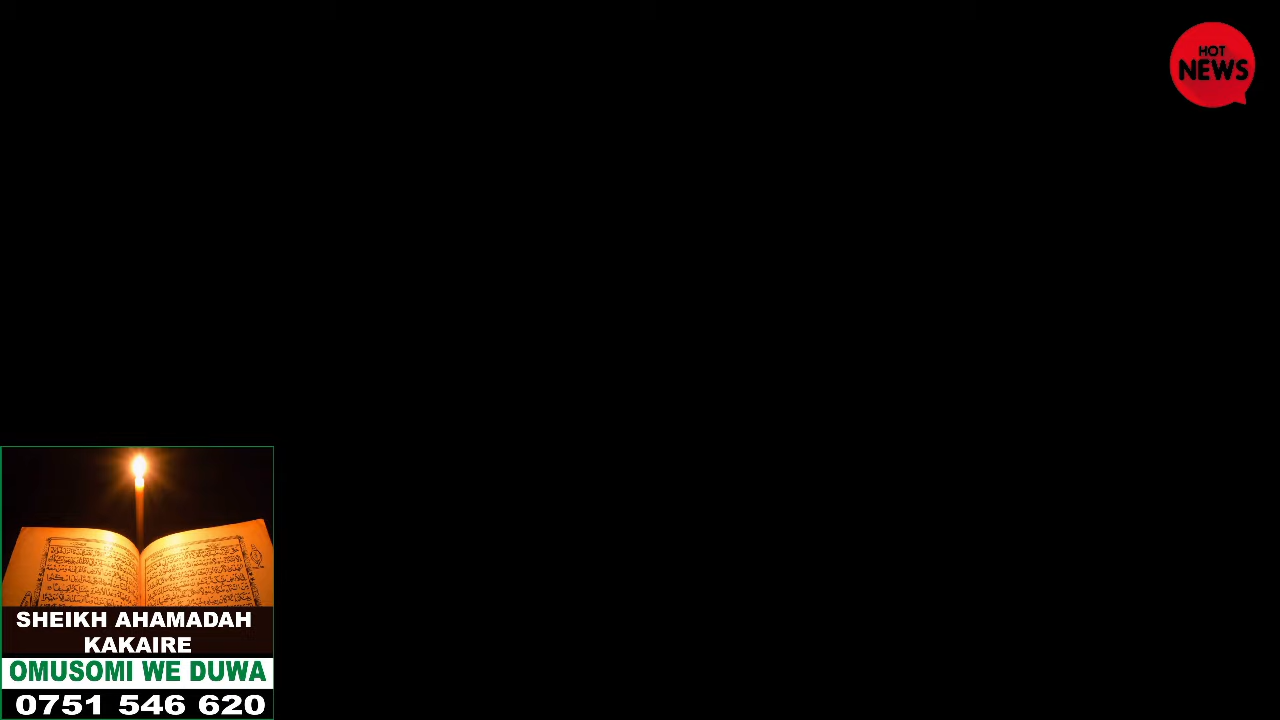 HOT
NEWS
SHEIKH AHAMADAH
KAKAIRE
OMUSOMI WE DUWA
0751 546 620